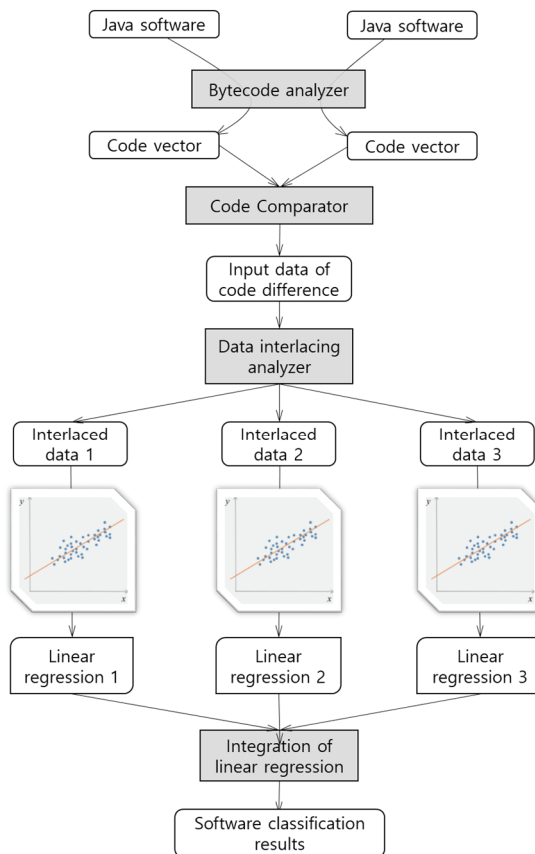 Java software
Java software
Bytecode analyzer
Code vector
Code vector
Code Comparator
Input data of
code difference
Data interlacing
analyzer
Interlaced
data 1
Interlaced
data 2
Interlaced
data 3
y
x
y
x
y
x
Linear
regression 1
Linear
regression 2
Linear
regression 3
Integration of
linear regression
Software classification
results